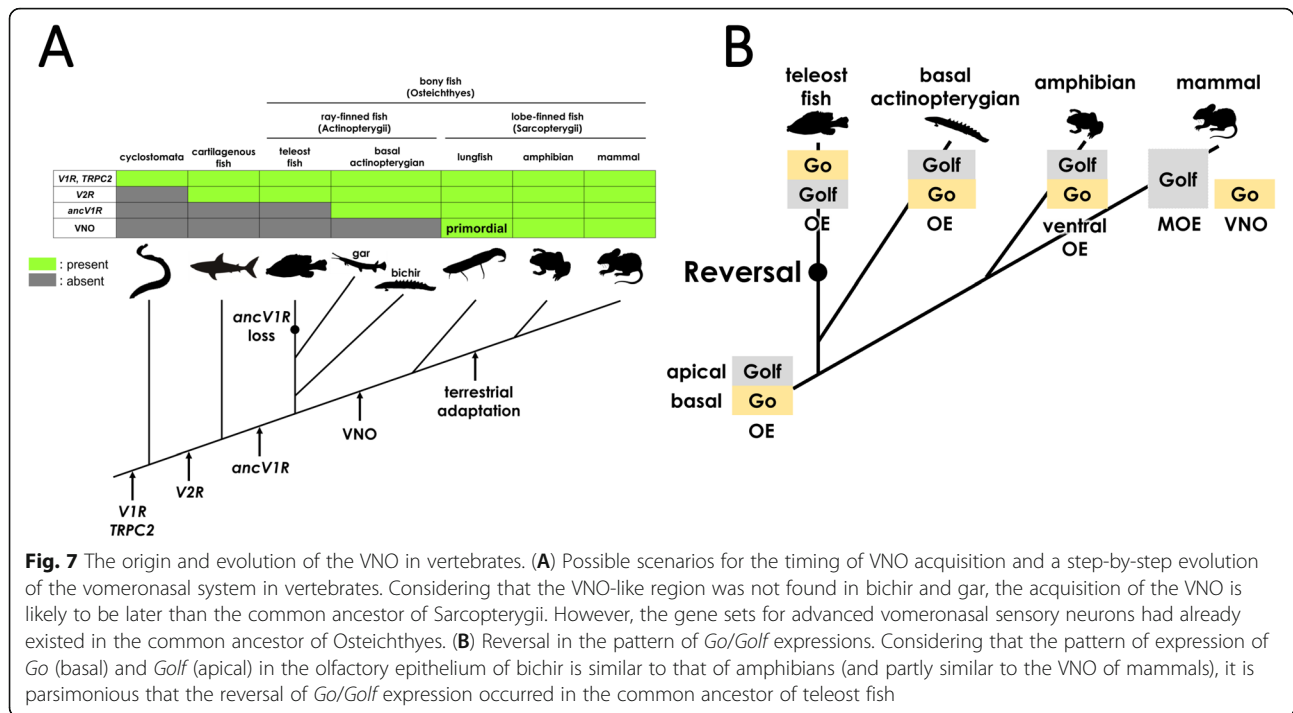 A
bony fish
(Osteichthyes)
ray-finned fish
(Actinopterygii)
lobe-finned fish
(Sarcopterygii)
cyclostomata
cartilagenous
fish
teleost
fish
basal
actinopterygian
lungfish
amphibian
mammal
V1R, TRPC2
V2R
ancV1R
VNO
primordial
: present
: absent
gar
bichir
ancV1R
loss
terrestrial
adaptation
VNO
ancV1R
V2R
V1R
TRPC2
B
teleost
fish
basal
actinopterygian
amphibian
mammal
Go
Golf
OE
Golf
Go
OE
Golf
Go
ventral
OE
Golf
MOE
Go
VNO
Reversal
apical
basal
Golf
Go
OE
Fig. 7 The origin and evolution of the VNO in vertebrates. (A) Possible scenarios for the timing of VNO acquisition and a step-by-step evolution
of the vomeronasal system in vertebrates. Considering that the VNO-like region was not found in bichir and gar, the acquisition of the VNO is
likely to be later than the common ancestor of Sarcopterygii. However, the gene sets for advanced vomeronasal sensory neurons had already
existed in the common ancestor of Osteichthyes. (B) Reversal in the pattern of Go/Golf expressions. Considering that the pattern of expression of
Go (basal) and Golf (apical) in the olfactory epithelium of bichir is similar to that of amphibians (and partly similar to the VNO of mammals), it is
parsimonious that the reversal of Go/Golf expression occurred in the common ancestor of teleost fish